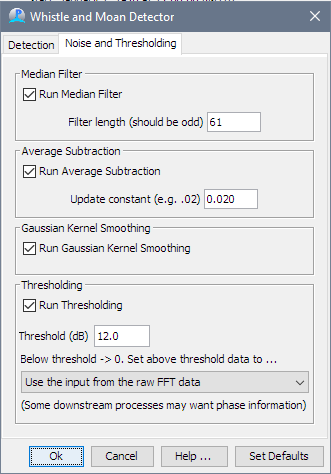 Whistle and Moan Detector
Detection Noise and Thresholding
Median Filter
Run Median Filter
Filter length (should be odd) 61
Average Subtraction
Run Average Subtraction
Update constant (e.g. .02) 0.020
Gaussian Kernel Smoothing
Run Gaussian Kernel Smoothing
Thresholding
Run Thresholding
Threshold (dB) 12.0
Below threshold -> 0. Set above threshold data to ...
Use the input from the raw FFT data
(Some downstream processes may want phase information)
Ok Cancel Help ... Set Defaults